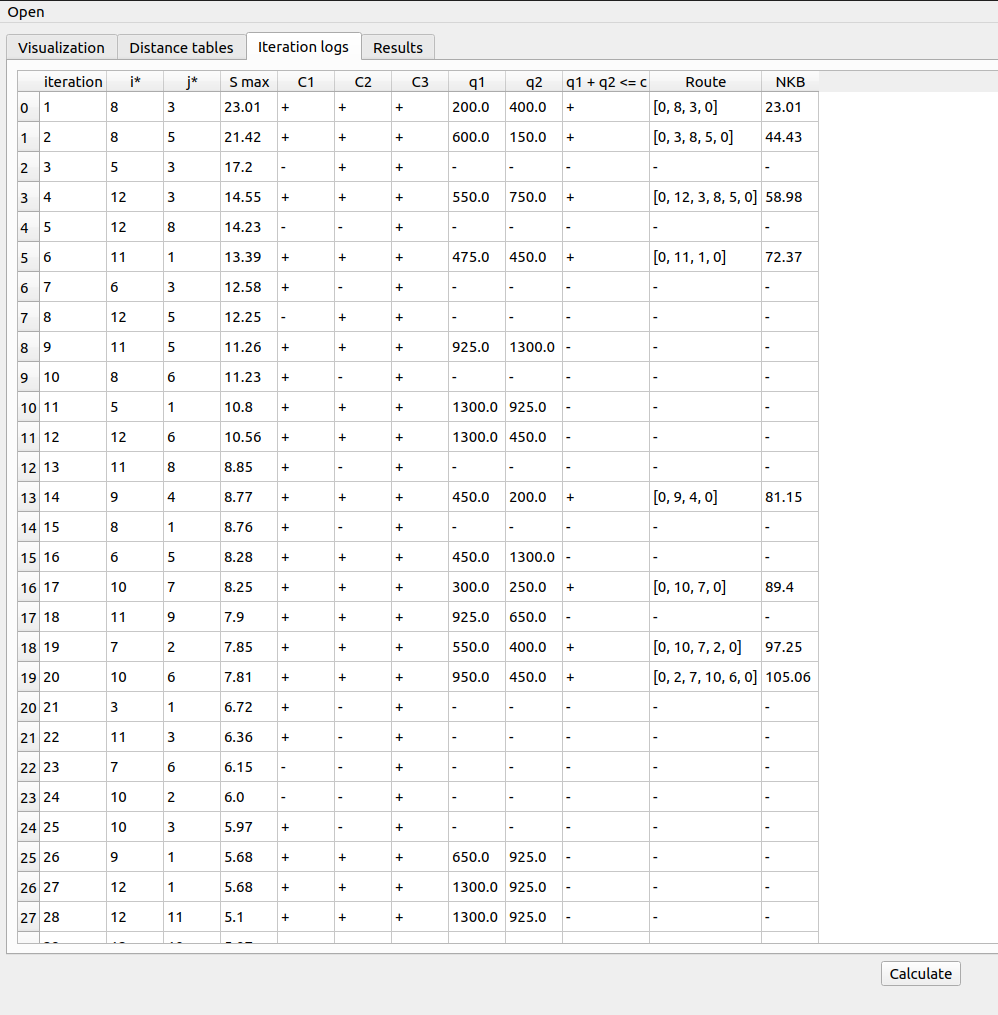 Open
Visualization Distance tables Iteration logs Results
iteration i* j* S max C1 C2 C3 q1 q2 q1 + q2 <= c Route NKB
0 1 8 3 23.01 + + + 200.0 400.0 + [0, 8, 3, 0] 23.01
1 2 8 5 21.42 + + + 600.0 150.0 + [0, 3, 8, 5, 0] 44.43
2 3 5 3 17.2 - + + - - - - -
3 4 12 3 14.55 + + + 550.0 750.0 + [0, 12, 3, 8, 5, 0] 58.98
4 5 12 8 14.23 - - + - - - - -
5 6 11 1 13.39 + + + 475.0 450.0 + [0, 11, 1, 0] 72.37
6 7 6 3 12.58 + - + - - - - -
7 8 12 5 12.25 - + + - - - - -
8 9 11 5 11.26 + + + 925.0 1300.0 - - -
9 10 8 6 11.23 + - + - - - - -
10 11 5 1 10.8 + + + 1300.0 925.0 - - -
11 12 12 6 10.56 + + + 1300.0 450.0 - - -
12 13 11 8 8.85 + - + - - - - -
13 14 9 4 8.77 + + + 450.0 200.0 + [0, 9, 4, 0] 81.15
14 15 8 1 8.76 + - + - - - - -
15 16 6 5 8.28 + + + 450.0 1300.0 - - -
16 17 10 7 8.25 + + + 300.0 250.0 + [0, 10, 7, 0] 89.4
17 18 11 9 7.9 + + + 925.0 650.0 - - -
18 19 7 2 7.85 + + + 550.0 400.0 + [0, 10, 7, 2, 0] 97.25
19 20 10 6 7.81 + + + 950.0 450.0 + [0, 2, 7, 10, 6, 0] 105.06
20 21 3 1 6.72 + - + - - - - -
21 22 11 3 6.36 + - + - - - - -
22 23 7 6 6.15 - - + - - - - -
23 24 10 2 6.0 - - + - - - - -
24 25 10 3 5.97 + - + - - - - -
25 26 9 1 5.68 + + + 650.0 925.0 - - -
26 27 12 1 5.68 + + + 1300.0 925.0 - - -
27 28 12 11 5.1 + + + 1300.0 925.0 - - -
Calculate